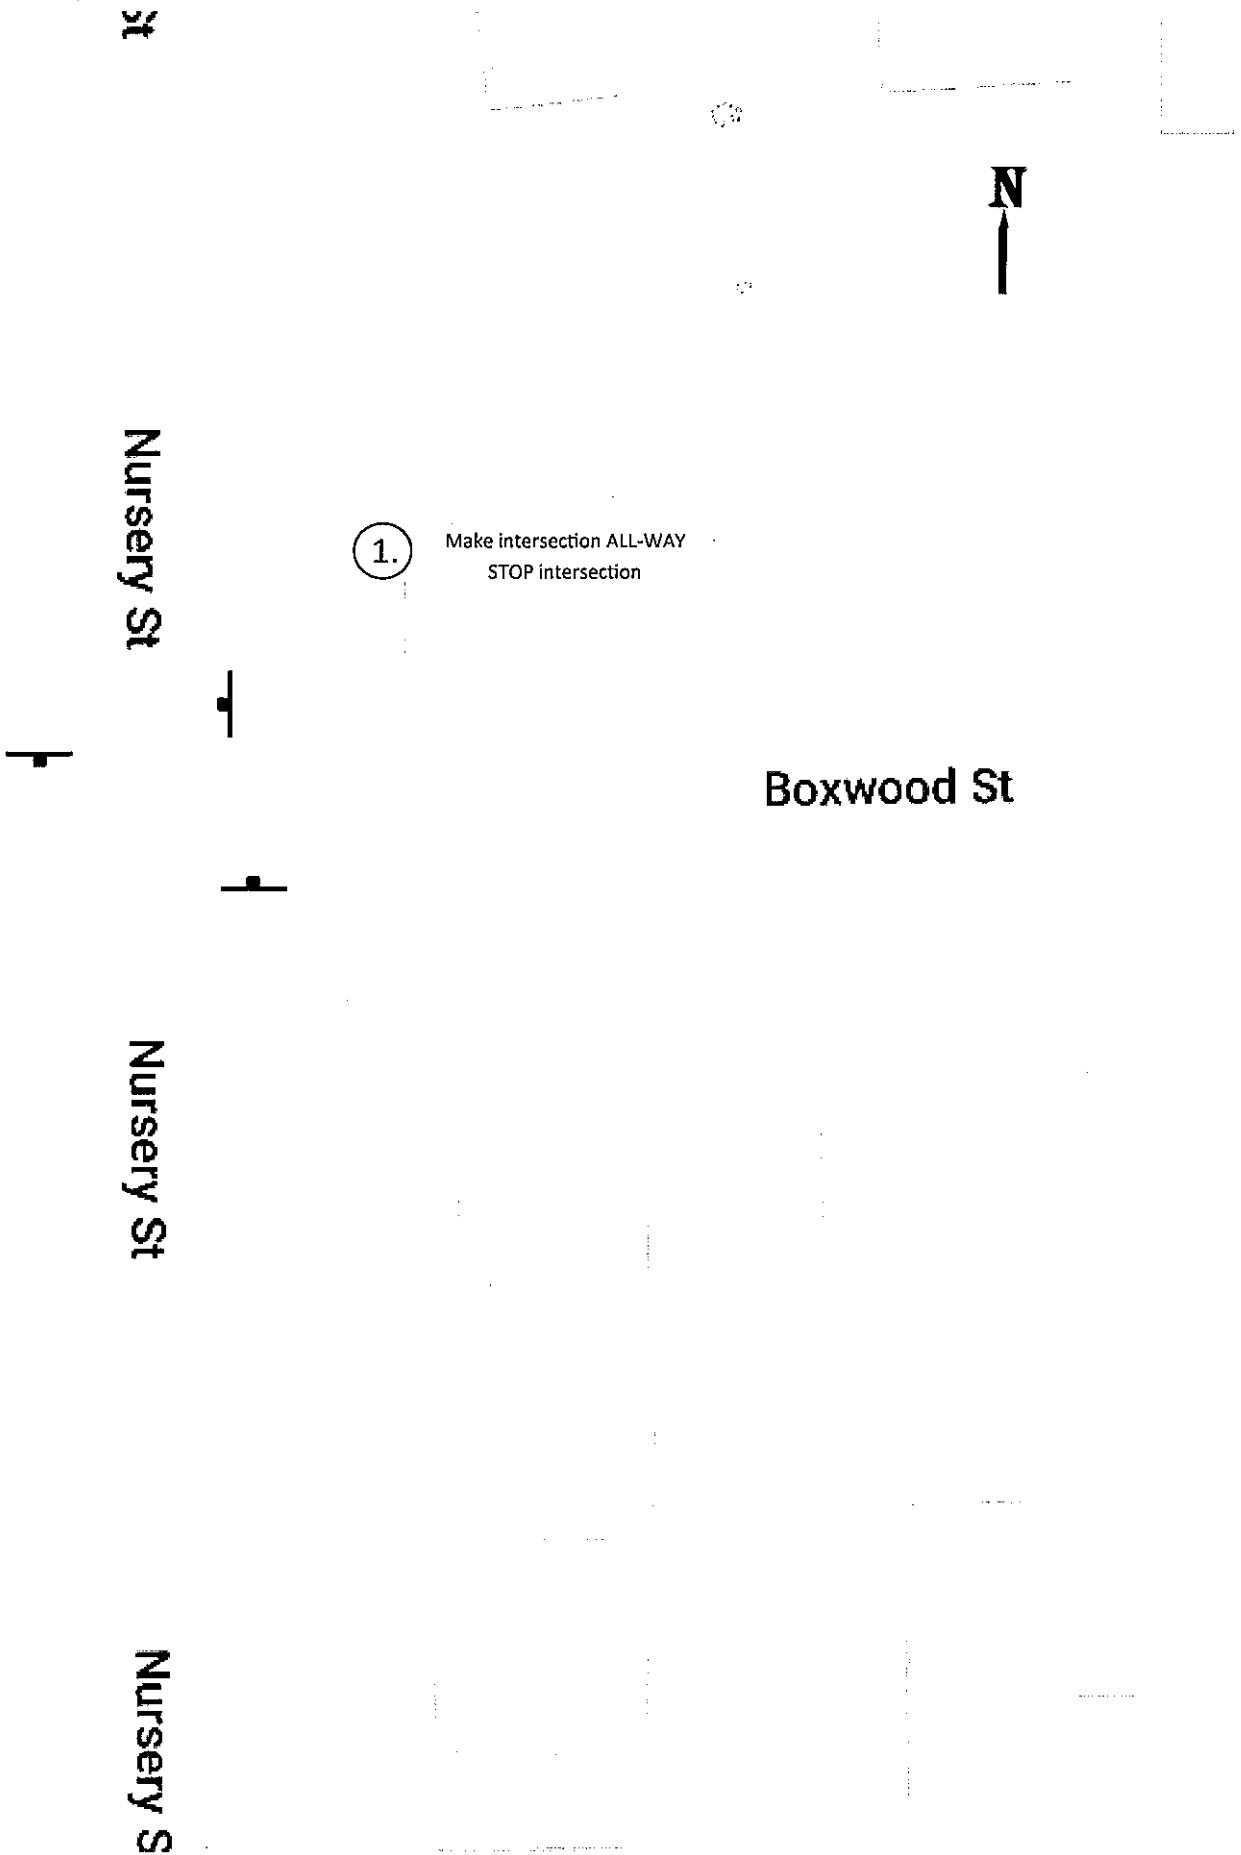 St
N
Nursery St
1.
Make intersection ALL-WAY
STOP intersection
Boxwood St
Nursery St
Nursery S